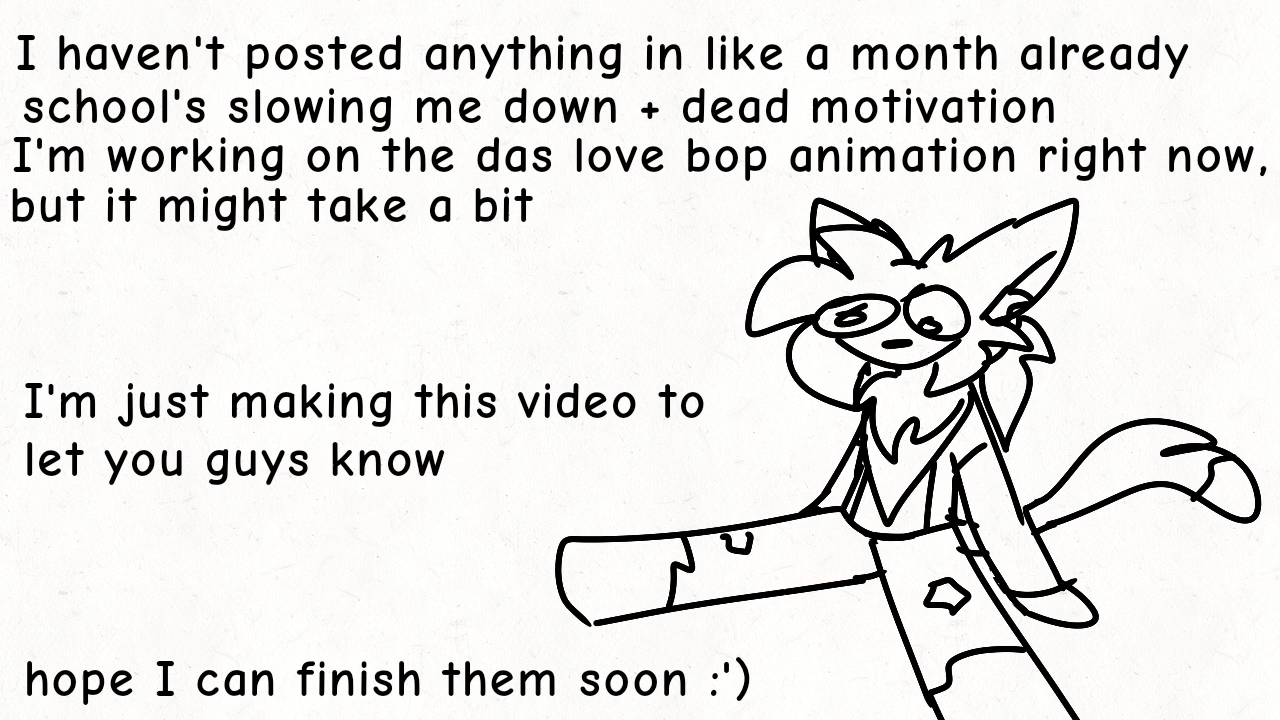 I haven't posted anything in like a month already
school's slowing me down + dead motivation
I'm working on the das love bop animation right now,
but it might take a bit
I'm just making this video to
let you guys know
hope I can finish them soon :')